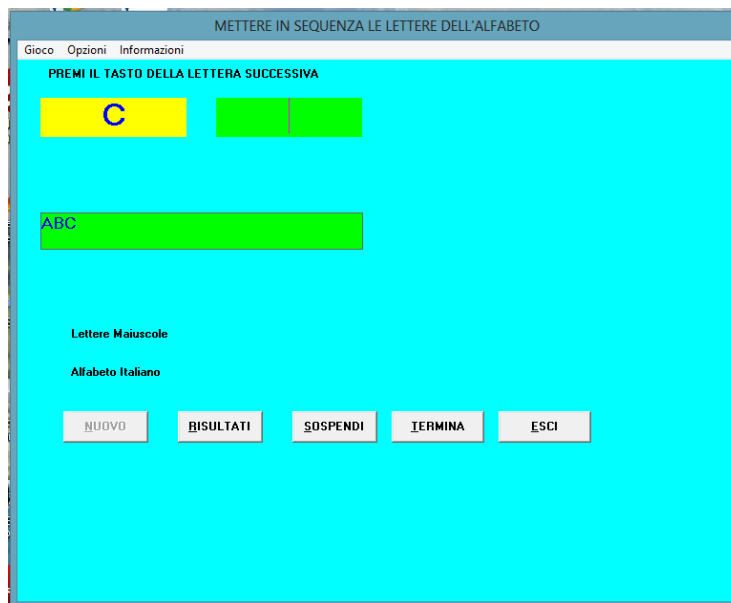 METTERE IN SEQUENZA LE LETTERE DELL'ALFABETO
Gioco Opzioni Informazioni
PREMI IL TASTO DELLA LETTERA SUCCESSIVA
C
ABC
Lettere Maiuscole
Alfabeto Italiano
NUOVO RISULTATI SOSPENDI TERMINA ESCI